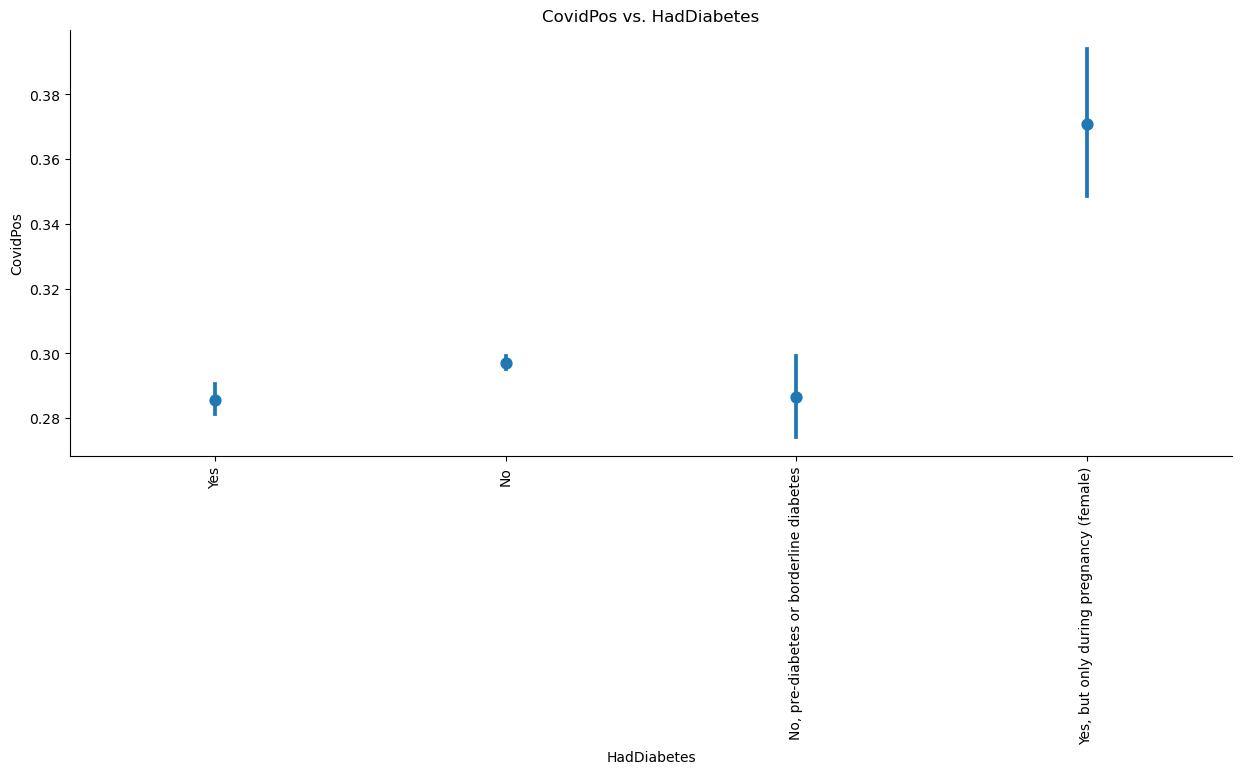 CovidPos vs. HadDiabetes
CovidPos
0.38
0.36
0.34
0.32
0.30
0.28
Yes
No
No, pre-diabetes or borderline diabetes
Yes, but only during pregnancy (female)
HadDiabetes